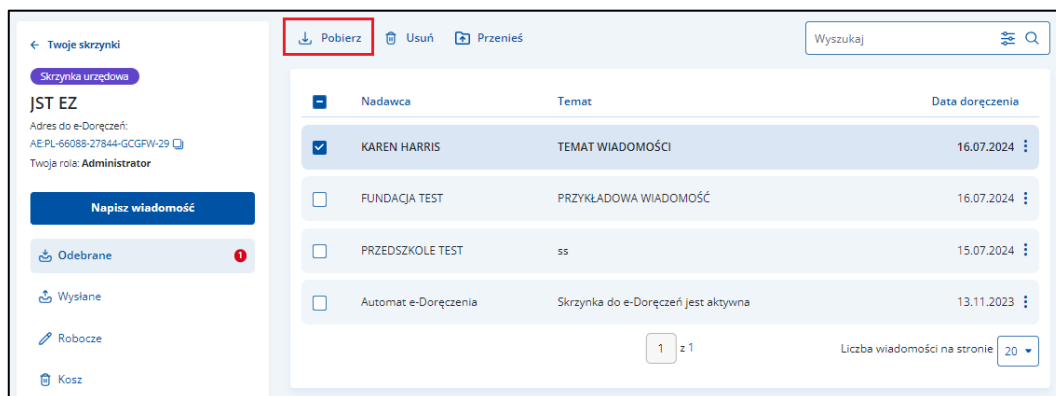 ← Twoje skrzynki
Skrzynka urzędowa
JST EZ
Adres do e-Doręczeń:
AE:PL-66088-27844-GCGFW-29
Twoja rola: Administrator
Napisz wiadomość
Odebrane 1
Wysłane
Robocze
Kosz
Pobierz Usuń Przenieś
Wyszukaj
Nadawca Temat Data doręczenia
KAREN HARRIS TEMAT WIADOMOŚCI 16.07.2024
FUNDACJA TEST PRZYKŁADOWA WIADOMOŚĆ 16.07.2024
PRZEDSZKOLE TEST ss 15.07.2024
Automat e-Doręczenia Skrzynka do e-Doręczeń jest aktywna 13.11.2023
1 z 1 Liczba wiadomości na stronie 20